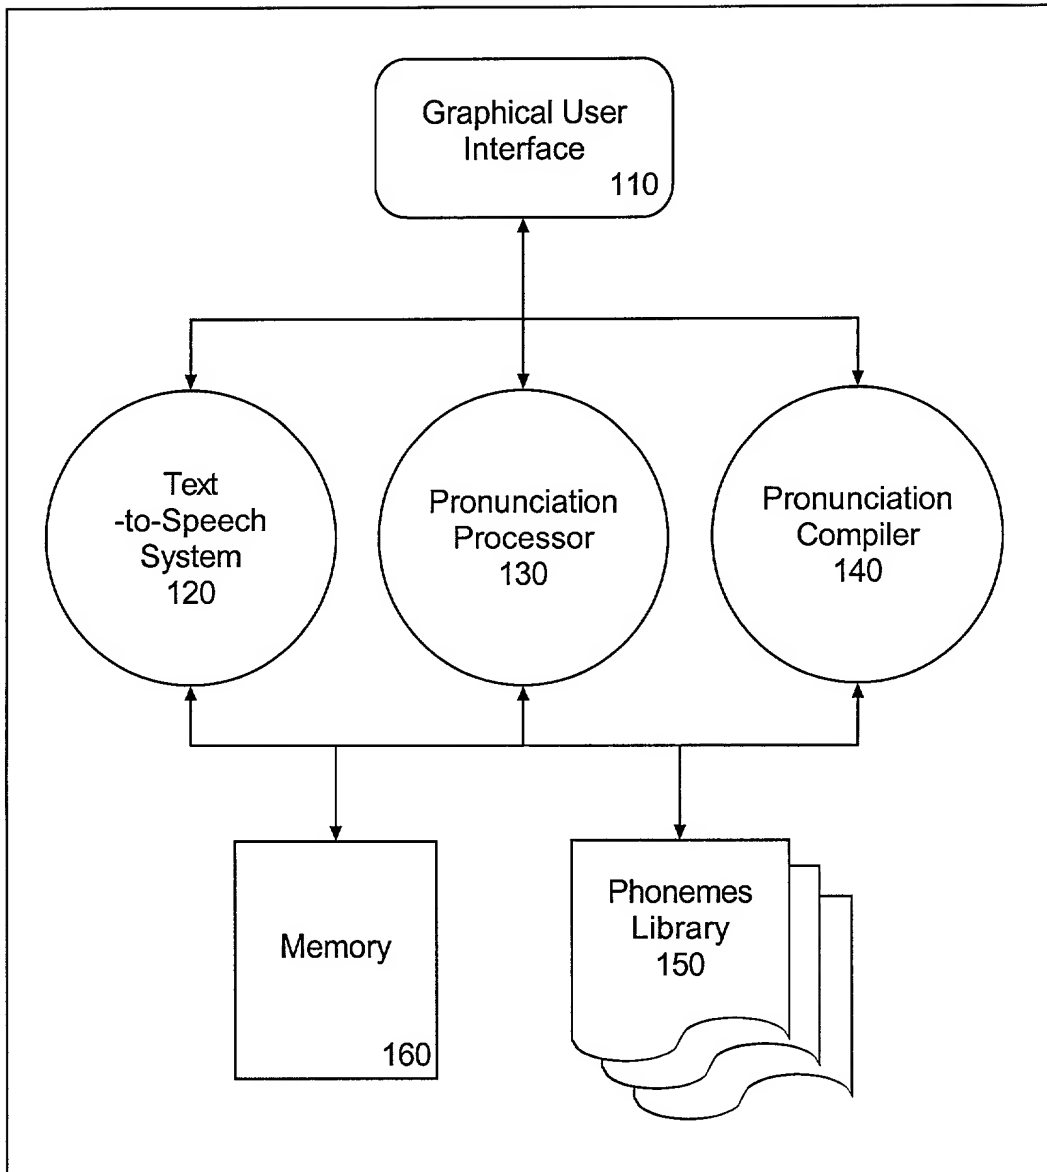 Graphical User
Interface
110
Text
-to-Speech
System
120
Pronunciation
Processor
130
Pronunciation
Compiler
140
Memory
160
Phonemes
Library
150